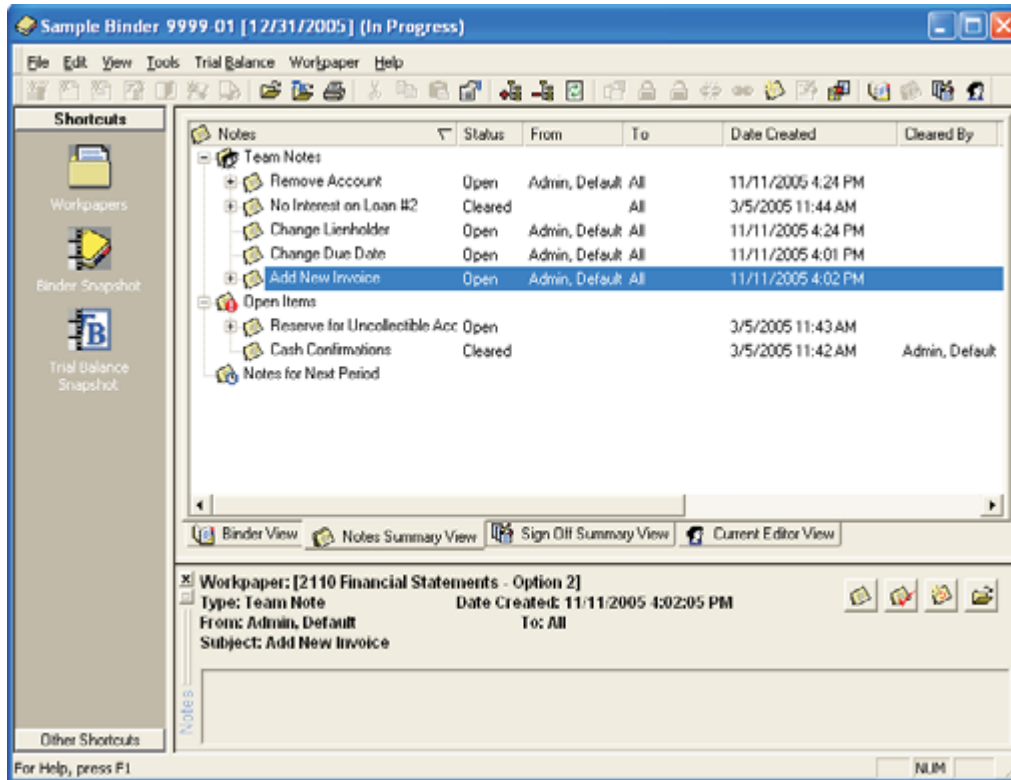 Sample Binder 9999-01 [12/31/2005] (In Progress)
File Edit View Tools Trial Balance Workpaper Help
Shortcuts
Workpapers
Binder Snapshot
Trial Balance
Snapshot
Other Shortcuts
Notes Status From To Date Created Cleared By
Team Notes
Remove Account Open Admin, Default All 11/11/2005 4:24 PM
No Interest on Loan #2 Cleared All 3/5/2005 11:44 AM
Change Lienholder Open Admin, Default All 11/11/2005 4:24 PM
Change Due Date Open Admin, Default All 11/11/2005 4:01 PM
Add New Invoice Open Admin, Default All 11/11/2005 4:02 PM
Open Items
Reserve for Uncollectible Acc Open 3/5/2005 11:43 AM
Cash Confirmations Cleared 3/5/2005 11:42 AM Admin, Default
Notes for Next Period
Binder View Notes Summary View Sign Off Summary View Current Editor View
Workpaper: [2110 Financial Statements - Option 2]
Type: Team Note Date Created: 11/11/2005 4:02:05 PM
From: Admin, Default To: All
Subject: Add New Invoice
Notes
For Help, press F1 NUM